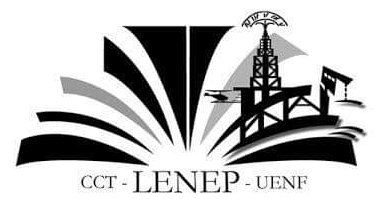 CCT - LENEP - UENF